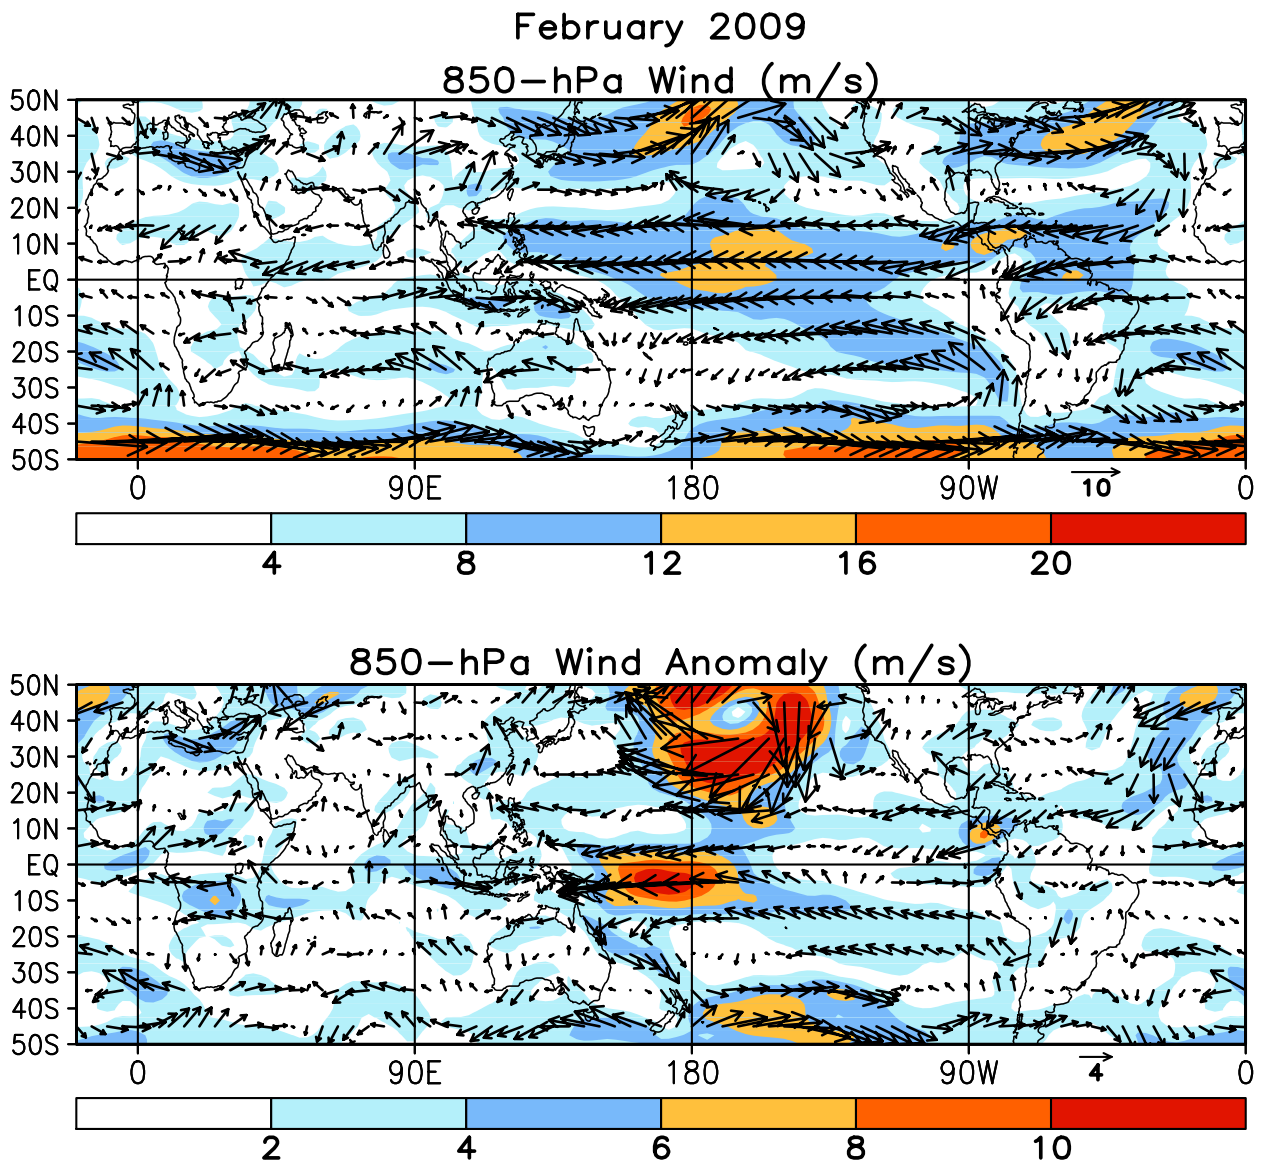 February 2009
850-hPa Wind (m/s)
50N
40N
30N
20N
10N
EQ
10S
20S
30S
40S
50S
0 90E 180 90W 0
10
4 8 12 16 20
850-hPa Wind Anomaly (m/s)
50N
40N
30N
20N
10N
EQ
10S
20S
30S
40S
50S
0 90E 180 90W 0
4
2 4 6 8 10